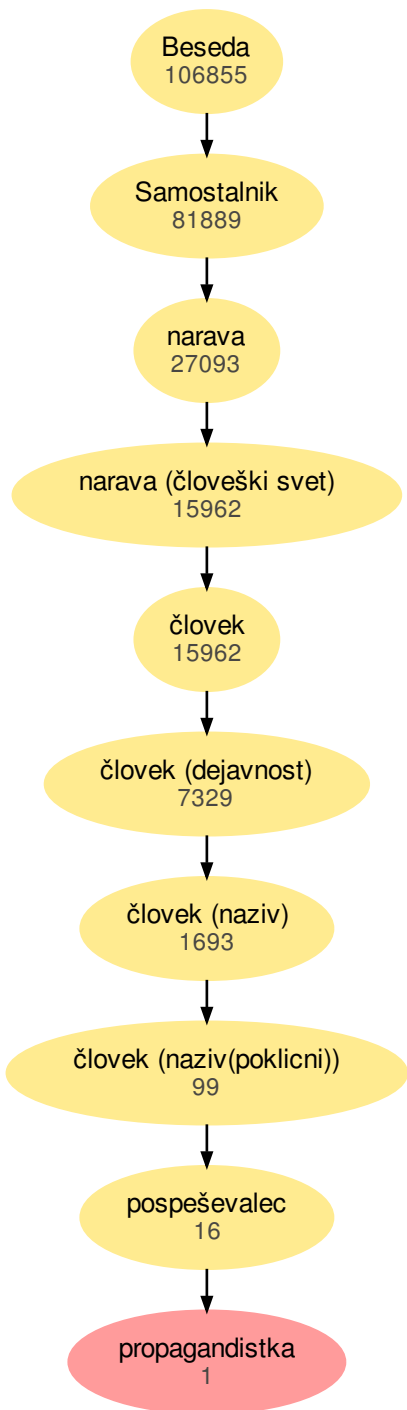 Beseda
106855
Samostalnik
81889
narava
27093
narava (človeški svet)
15962
človek
15962
človek (dejavnost)
7329
človek (naziv)
1693
človek (naziv(poklicni))
99
pospeševalec
16
propagandistka
1